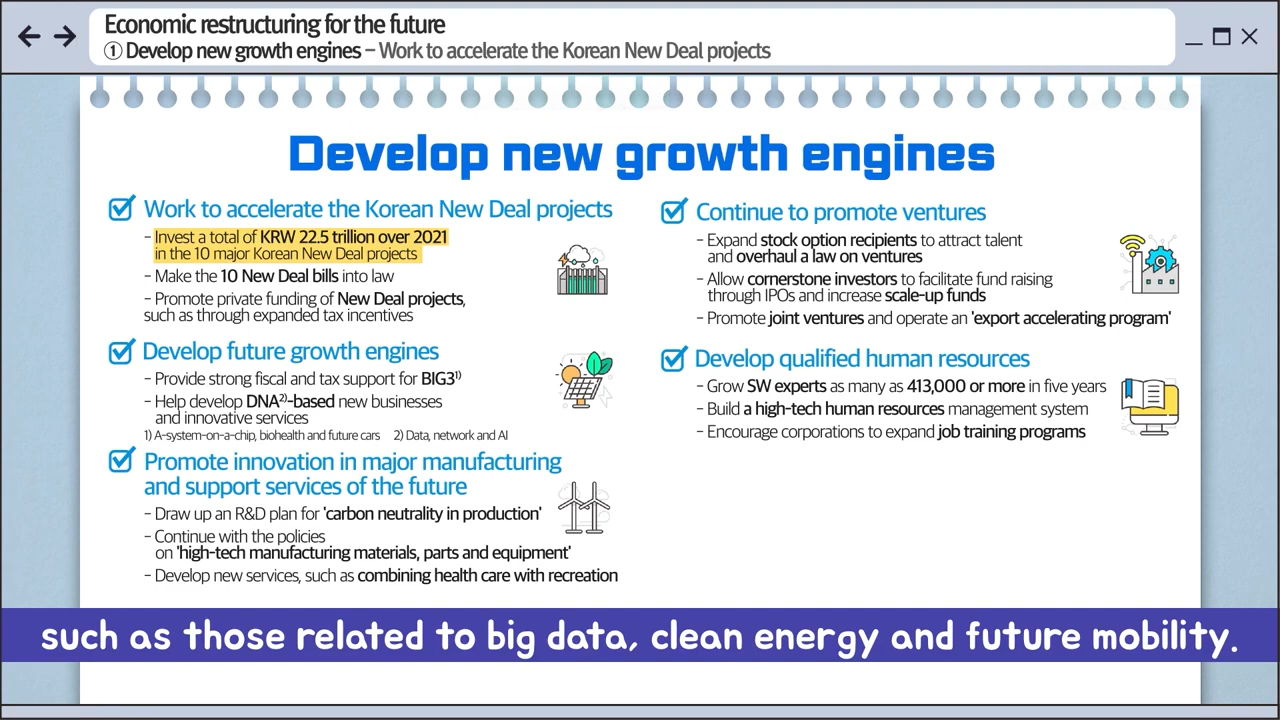 Economic restructuring for the future
① Develop new growth engines – Work to accelerate the Korean New Deal projects
Develop new growth engines
Work to accelerate the Korean New Deal projects
– Invest a total of KRW 22.5 trillion over 2021
in the 10 major Korean New Deal projects
– Make the 10 New Deal bills into law
– Promote private funding of New Deal projects,
such as through expanded tax incentives
Develop future growth engines
– Provide strong fiscal and tax support for BIG3¹⁾
– Help develop DNA²⁾-based new businesses
and innovative services
1) A-system-on-a-chip, biohealth and future cars 2) Data, network and AI
Promote innovation in major manufacturing
and support services of the future
– Draw up an R&D plan for 'carbon neutrality in production'
– Continue with the policies
on 'high-tech manufacturing materials, parts and equipment'
– Develop new services, such as combining health care with recreation
Continue to promote ventures
– Expand stock option recipients to attract talent
and overhaul a law on ventures
– Allow cornerstone investors to facilitate fund raising
through IPOs and increase scale-up funds
– Promote joint ventures and operate an 'export accelerating program'
Develop qualified human resources
– Grow SW experts as many as 413,000 or more in five years
– Build a high-tech human resources management system
– Encourage corporations to expand job training programs
such as those related to big data, clean energy and future mobility.